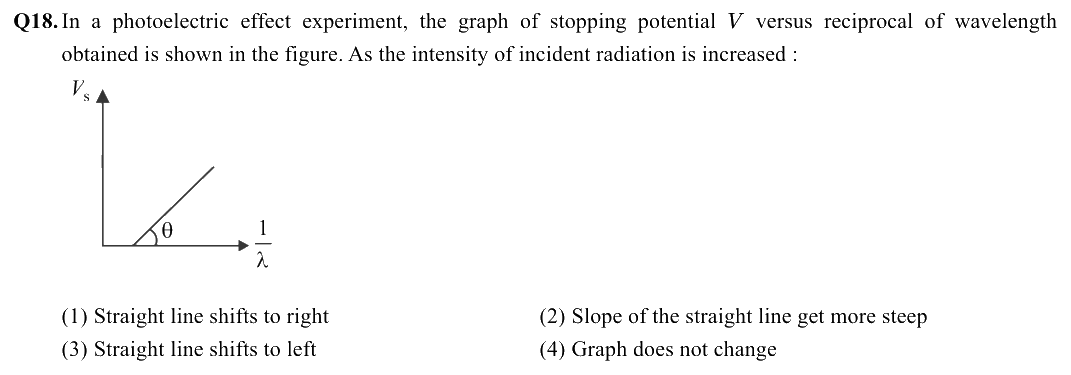 Q18. In a photoelectric effect experiment, the graph of stopping potential V versus reciprocal of wavelength
obtained is shown in the figure. As the intensity of incident radiation is increased :
Vs
θ
1
λ
(1) Straight line shifts to right
(2) Slope of the straight line get more steep
(3) Straight line shifts to left
(4) Graph does not change